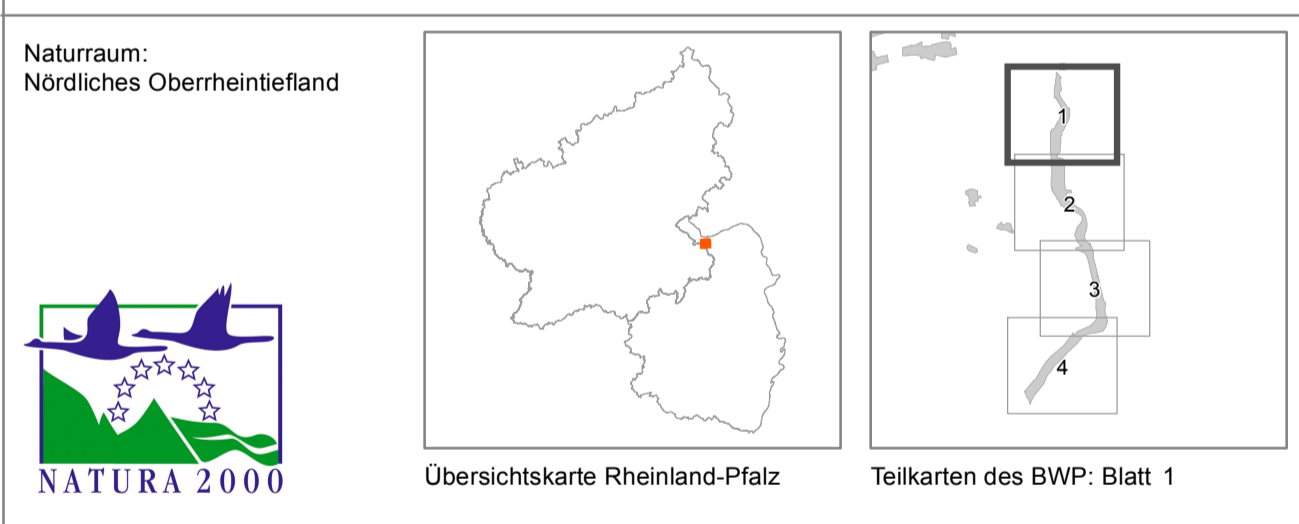 Naturraum:
Nördliches Oberrheintiefland
NATURA 2000
Übersichtskarte Rheinland-Pfalz
1
2
3
4
Teilkarten des BWP: Blatt 1